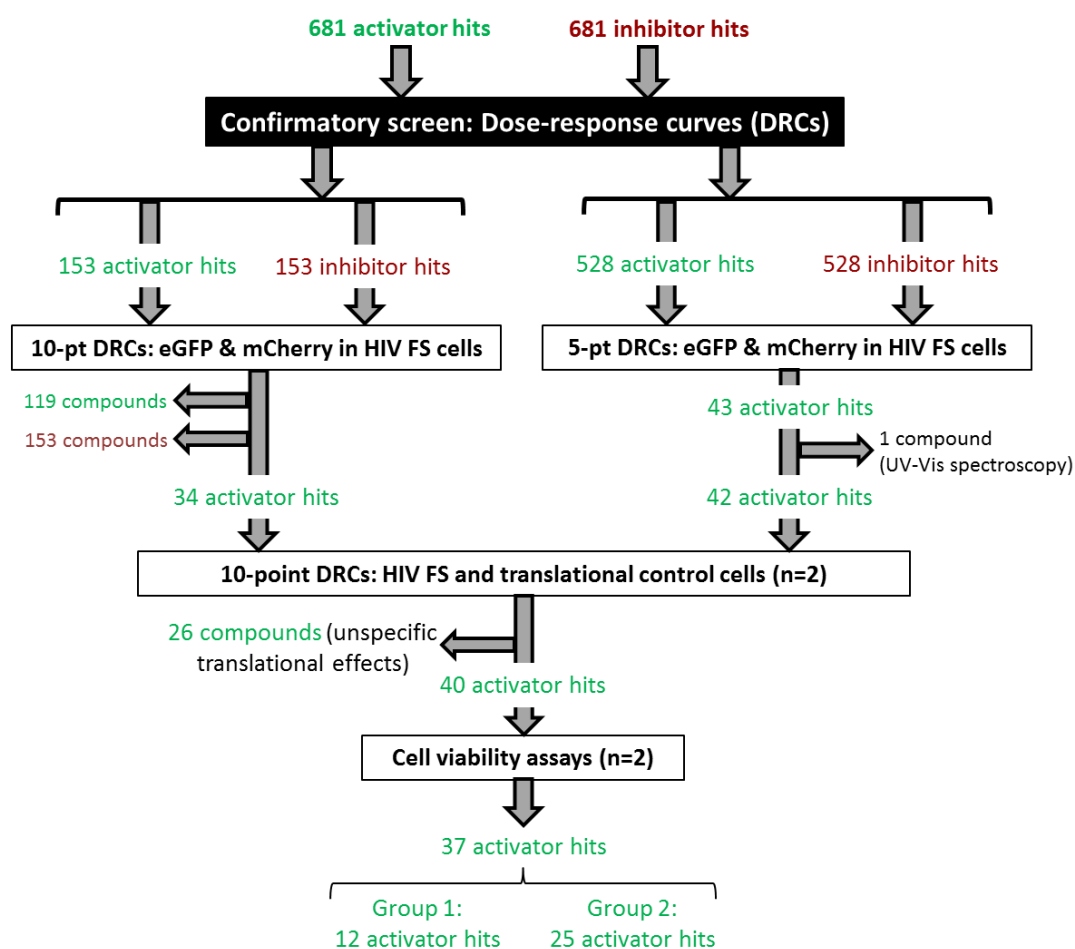 681 activator hits
681 inhibitor hits
Confirmatory screen: Dose-response curves (DRCs)
153 activator hits
153 inhibitor hits
528 activator hits
528 inhibitor hits
10-pt DRCs: eGFP & mCherry in HIV FS cells
5-pt DRCs: eGFP & mCherry in HIV FS cells
119 compounds
153 compounds
43 activator hits
1 compound
(UV-Vis spectroscopy)
34 activator hits
42 activator hits
10-point DRCs: HIV FS and translational control cells (n=2)
26 compounds (unspecific
translational effects)
40 activator hits
Cell viability assays (n=2)
37 activator hits
Group 1:
12 activator hits
Group 2:
25 activator hits